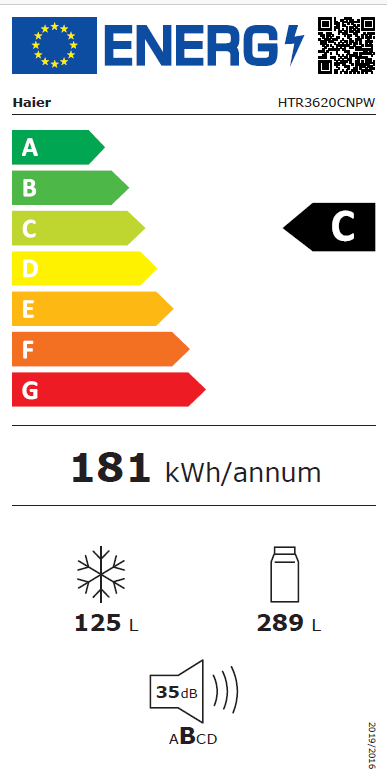 ENERG
Haier HTR3620CNPW
A
B
C
C
D
E
F
G
181 kWh/annum
125 L 289 L
35dB
ABCD
2019/2016